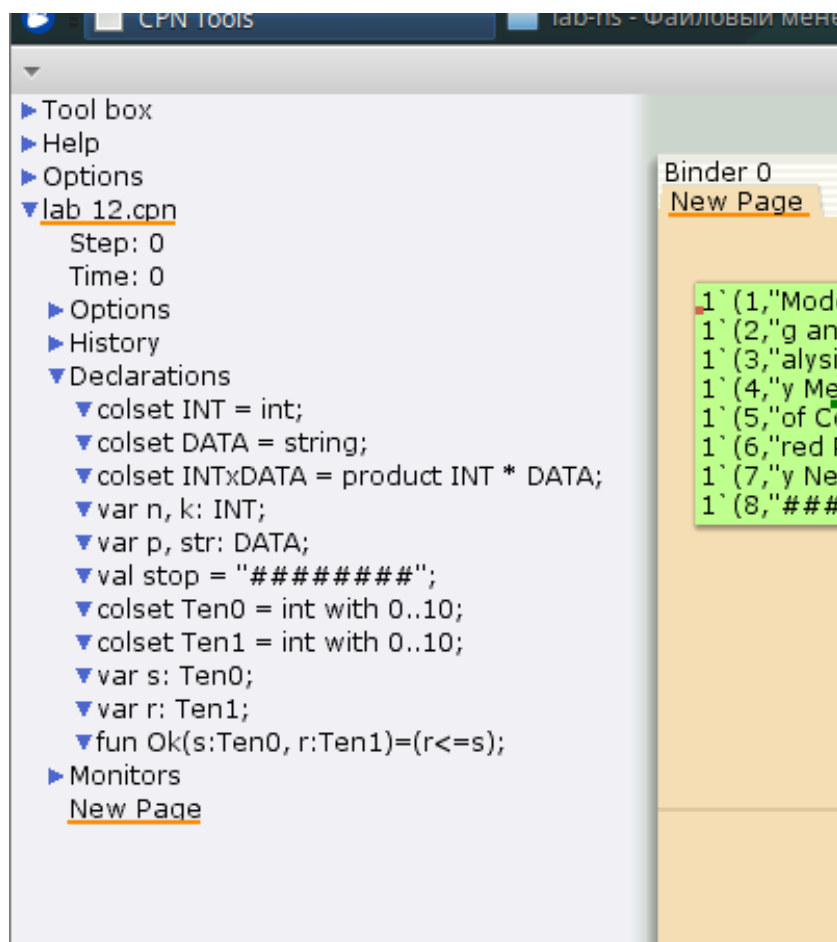 CPN Tools
lab-ns - Файловый мене
Tool box
Help
Options
lab 12.cpn
Step: 0
Time: 0
Options
History
Declarations
colset INT = int;
colset DATA = string;
colset INTxDATA = product INT * DATA;
var n, k: INT;
var p, str: DATA;
val stop = "########";
colset Ten0 = int with 0..10;
colset Ten1 = int with 0..10;
var s: Ten0;
var r: Ten1;
fun Ok(s:Ten0, r:Ten1)=(r<=s);
Monitors
New Page
Binder 0
New Page
1`(1,"Mod
1`(2,"g an
1`(3,"alysi
1`(4,"y Me
1`(5,"of C
1`(6,"red
1`(7,"y Ne
1`(8,"###